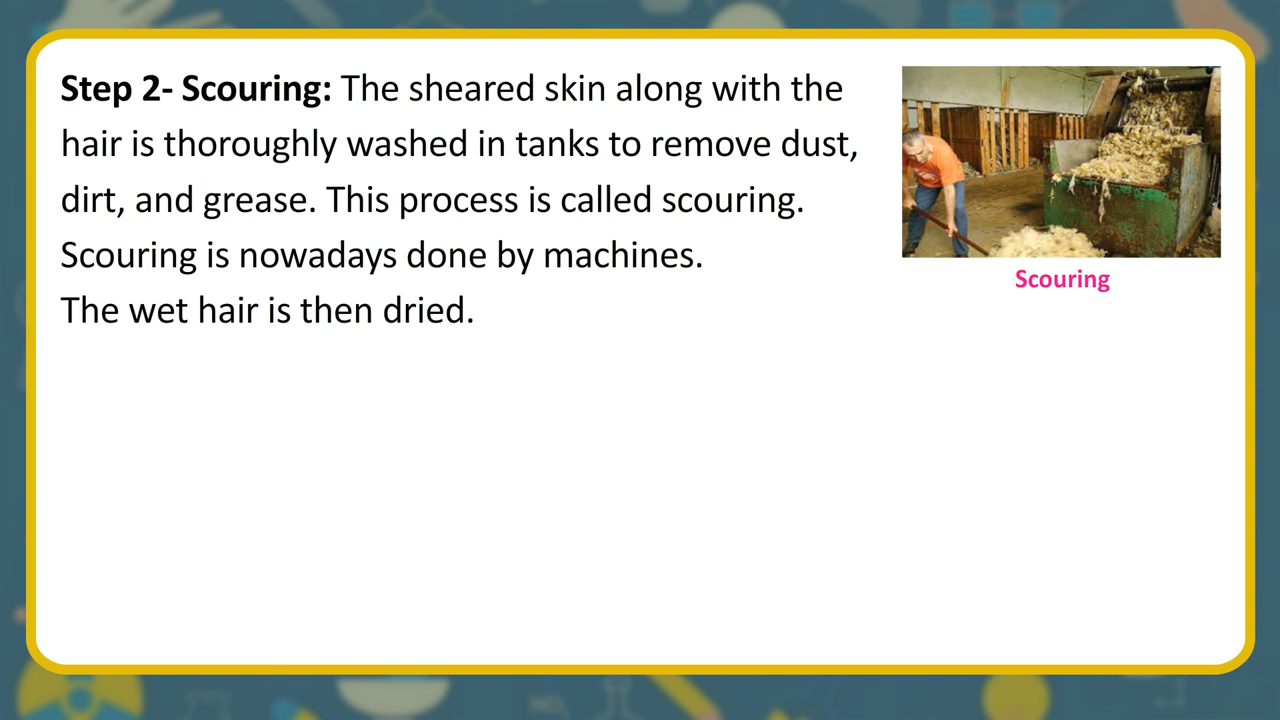 Step 2- Scouring: The sheared skin along with the
hair is thoroughly washed in tanks to remove dust,
dirt, and grease. This process is called scouring.
Scouring is nowadays done by machines.
The wet hair is then dried.
Scouring